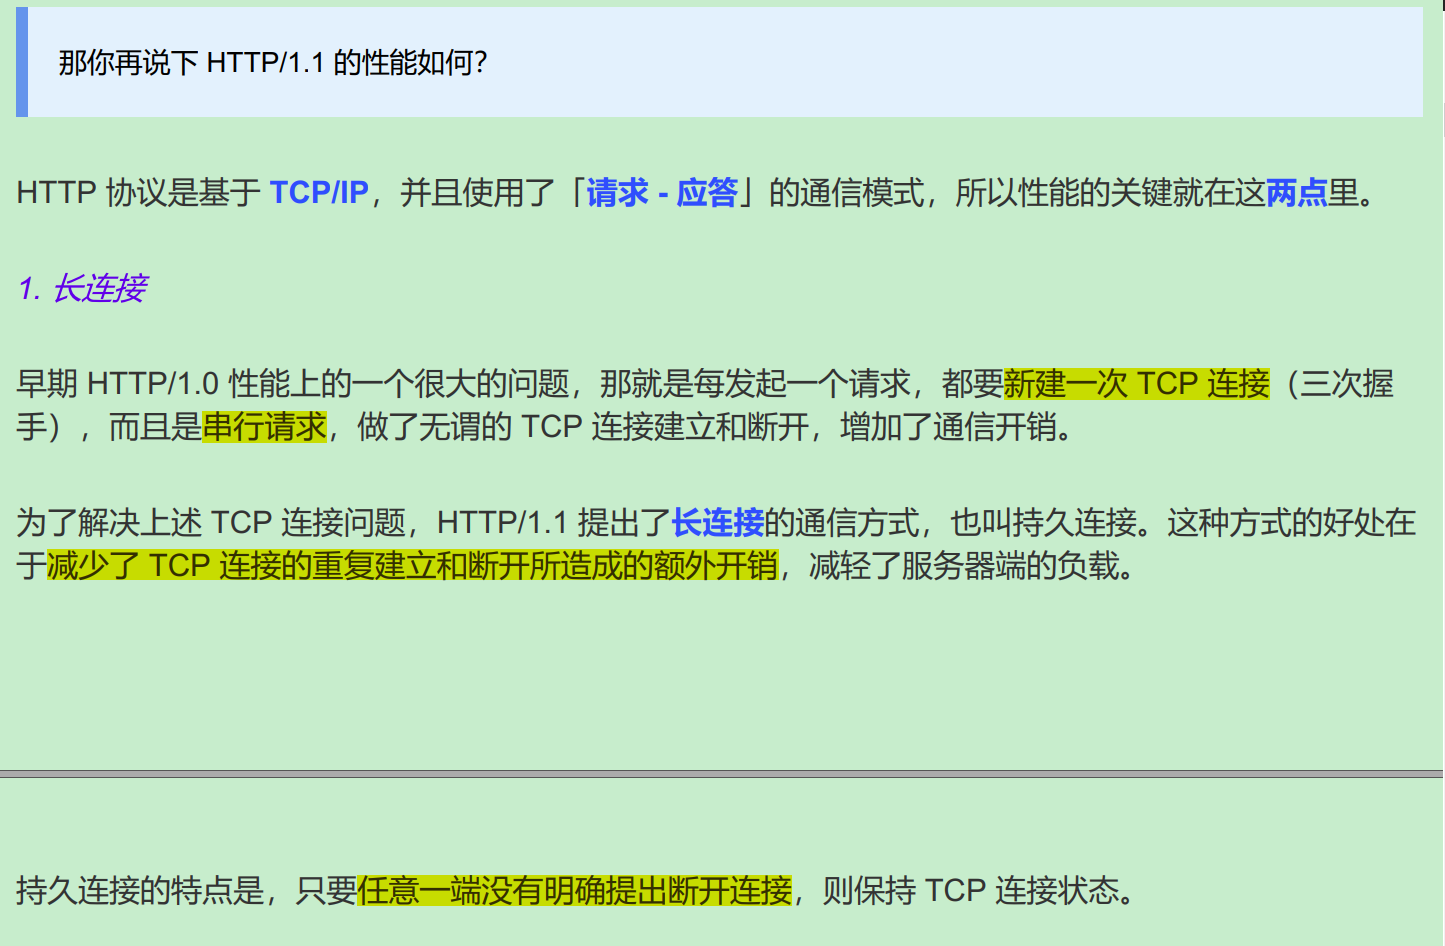 那你再说下 HTTP/1.1 的性能如何？
HTTP 协议是基于 TCP/IP，并且使用了「请求 - 应答」的通信模式，所以性能的关键就在这两点里。
1. 长连接
早期 HTTP/1.0 性能上的一个很大的问题，那就是每发起一个请求，都要新建一次 TCP 连接（三次握
手），而且是串行请求，做了无谓的 TCP 连接建立和断开，增加了通信开销。
为了解决上述 TCP 连接问题，HTTP/1.1 提出了长连接的通信方式，也叫持久连接。这种方式的好处在
于减少了 TCP 连接的重复建立和断开所造成的额外开销，减轻了服务器端的负载。
持久连接的特点是，只要任意一端没有明确提出断开连接，则保持 TCP 连接状态。